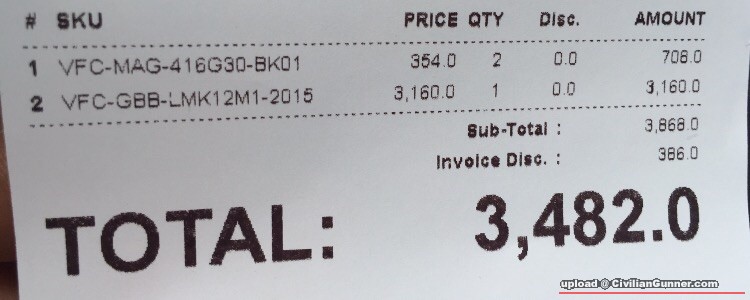 # SKU PRICE QTY Disc. AMOUNT
1 VFC-MAG-416G30-BK01 354.0 2 0.0 708.0
2 VFC-GBB-LMK12M1-2015 3,160.0 1 0.0 3,160.0
Sub-Total : 3,868.0
Invoice Disc. : 386.0
TOTAL: 3,482.0
upload @ CivilianGunner.com